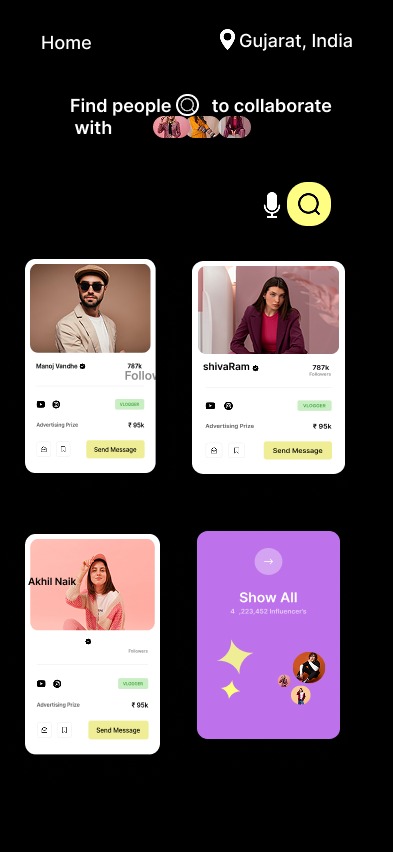 Home
Gujarat, India
Find people to collaborate
with
Manoj Vandhe
787k
Follow
VLOGGER
Advertising Prize
₹ 95k
Send Message
shivaRam
787k
Followers
VLOGGER
Advertising Prize
₹ 95k
Send Message
Akhil Naik
Followers
VLOGGER
Advertising Prize
₹ 95k
Send Message
Show All
4 ,223,452 Influencer's